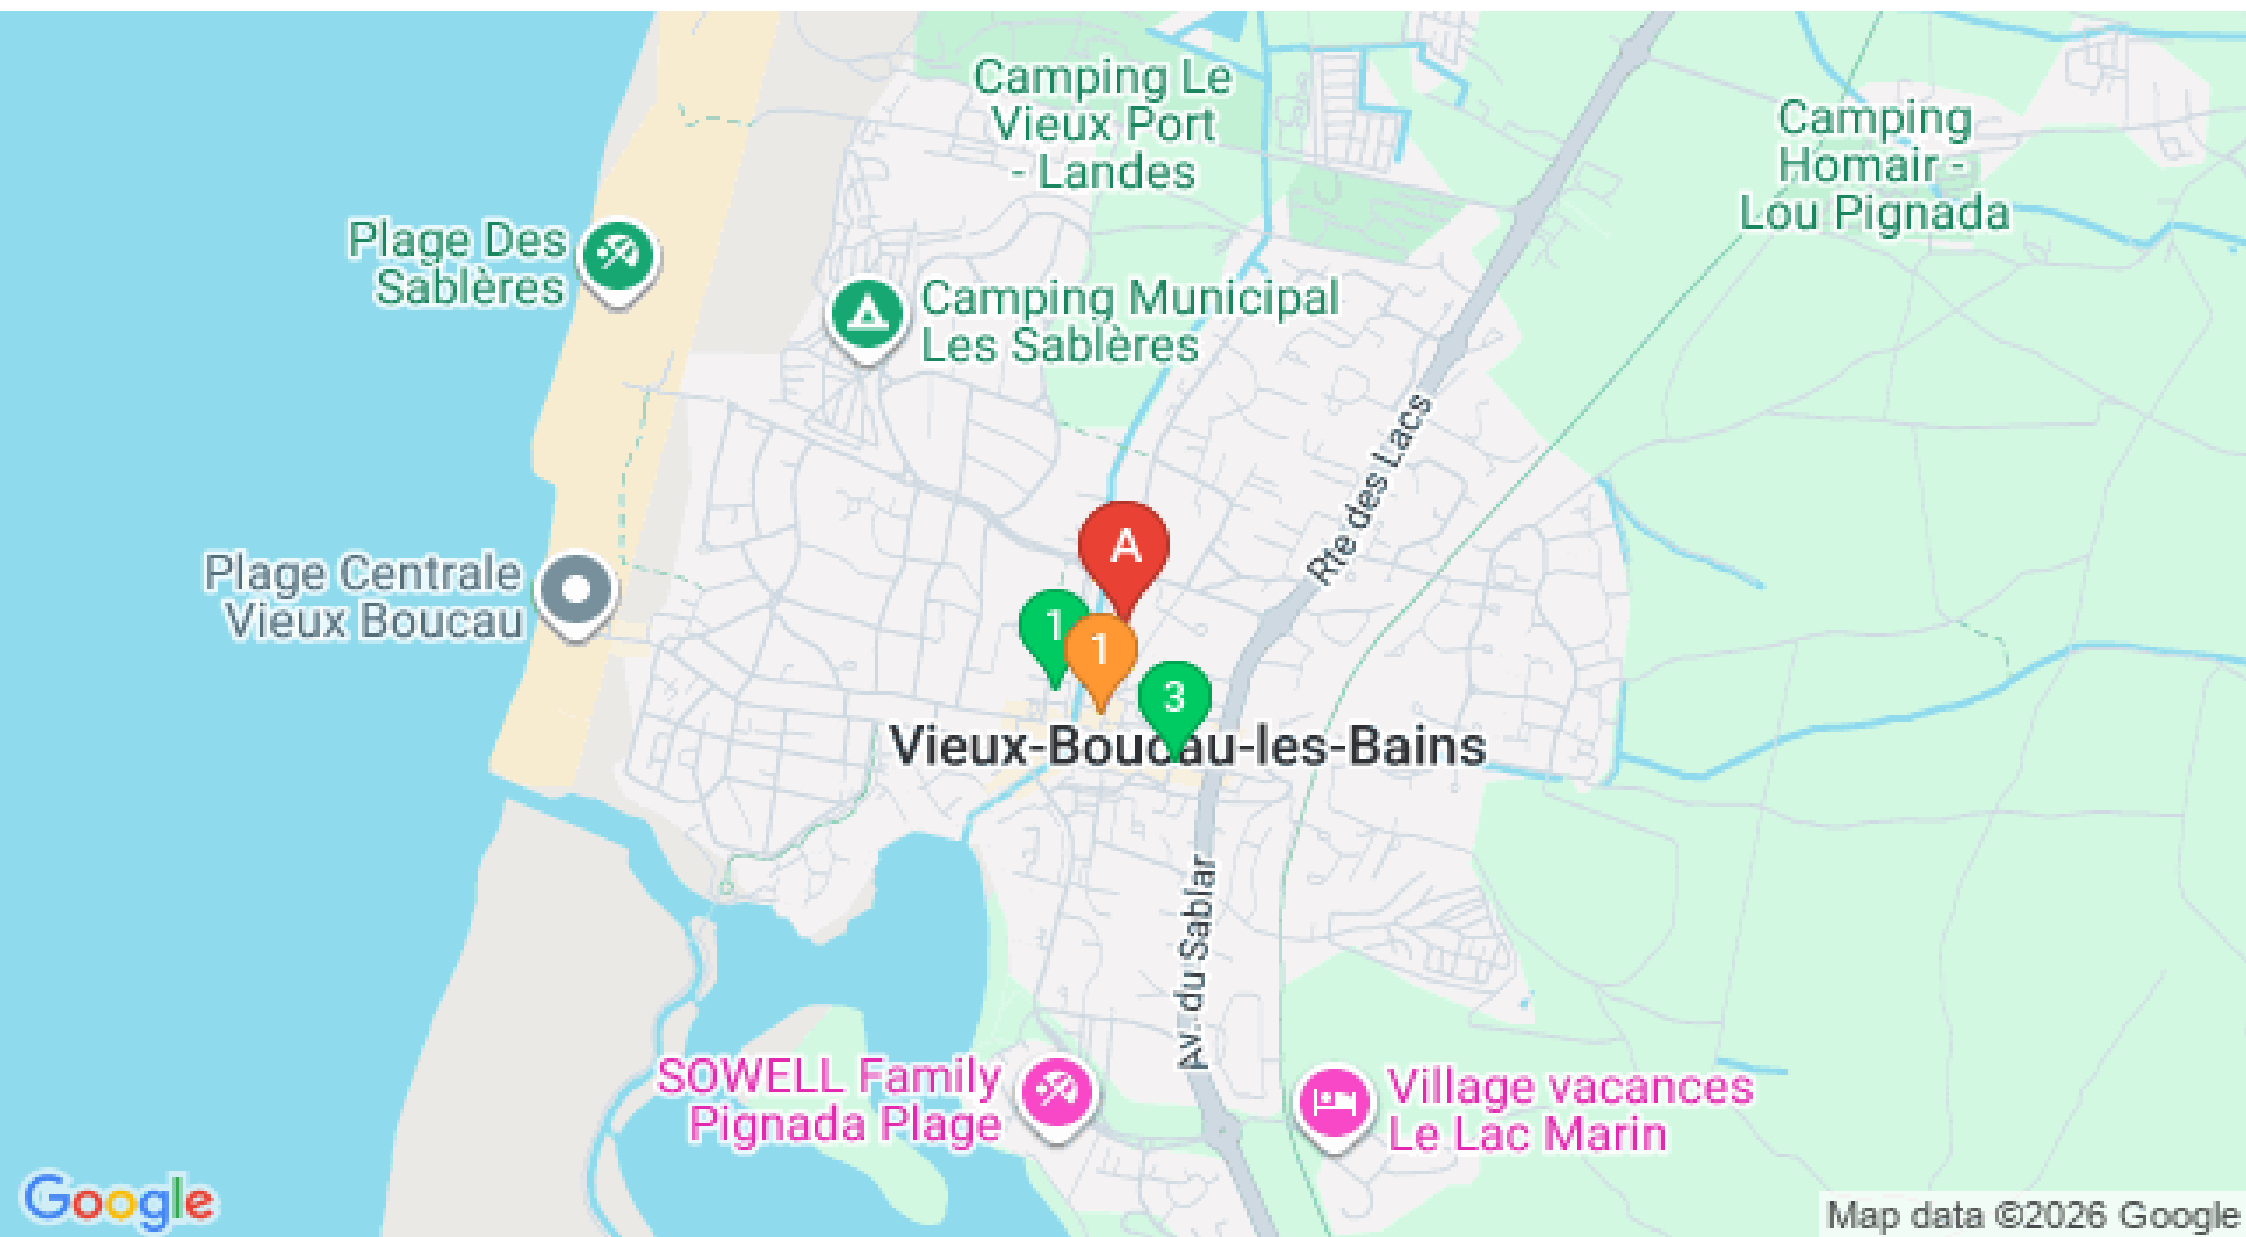 Camping Le
Vieux Port
- Landes
Camping
Homair -
Lou Pignada
Plage Des
Sablères
Camping Municipal
Les Sablères
Rte des Lacs
A
Plage Centrale
Vieux Boucau
1
1
3
Vieux-Boucau-les-Bains
Av. du Sablar
SOWELL Family
Pignada Plage
Village vacances
Le Lac Marin
Google
Map data ©2026 Google